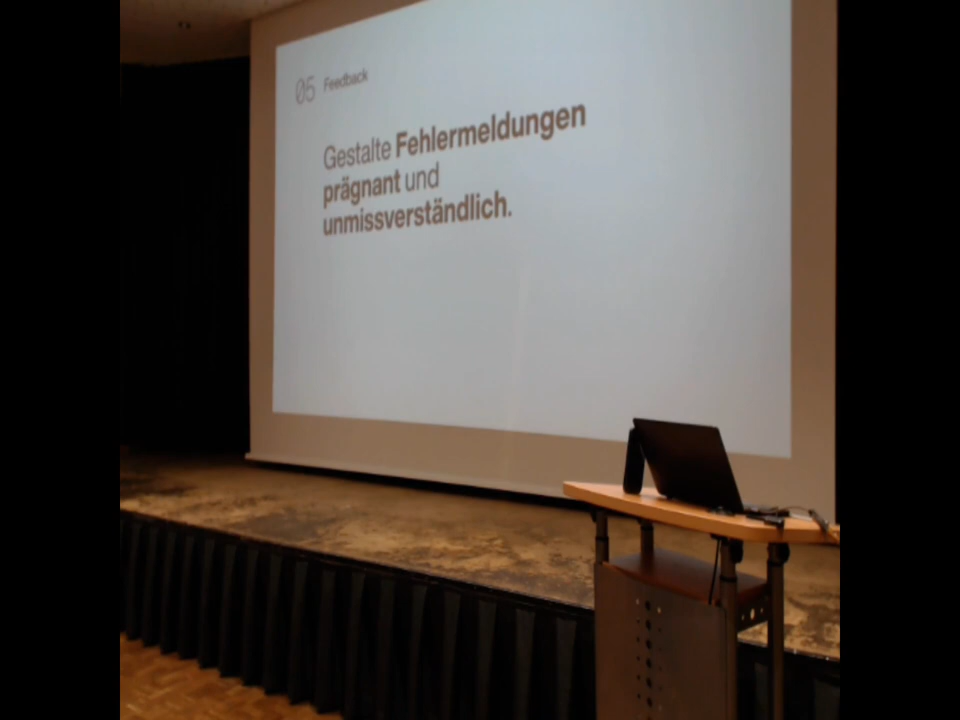 05 Feedback
Gestalte Fehlermeldungen
prägnant und
unmissverständlich.